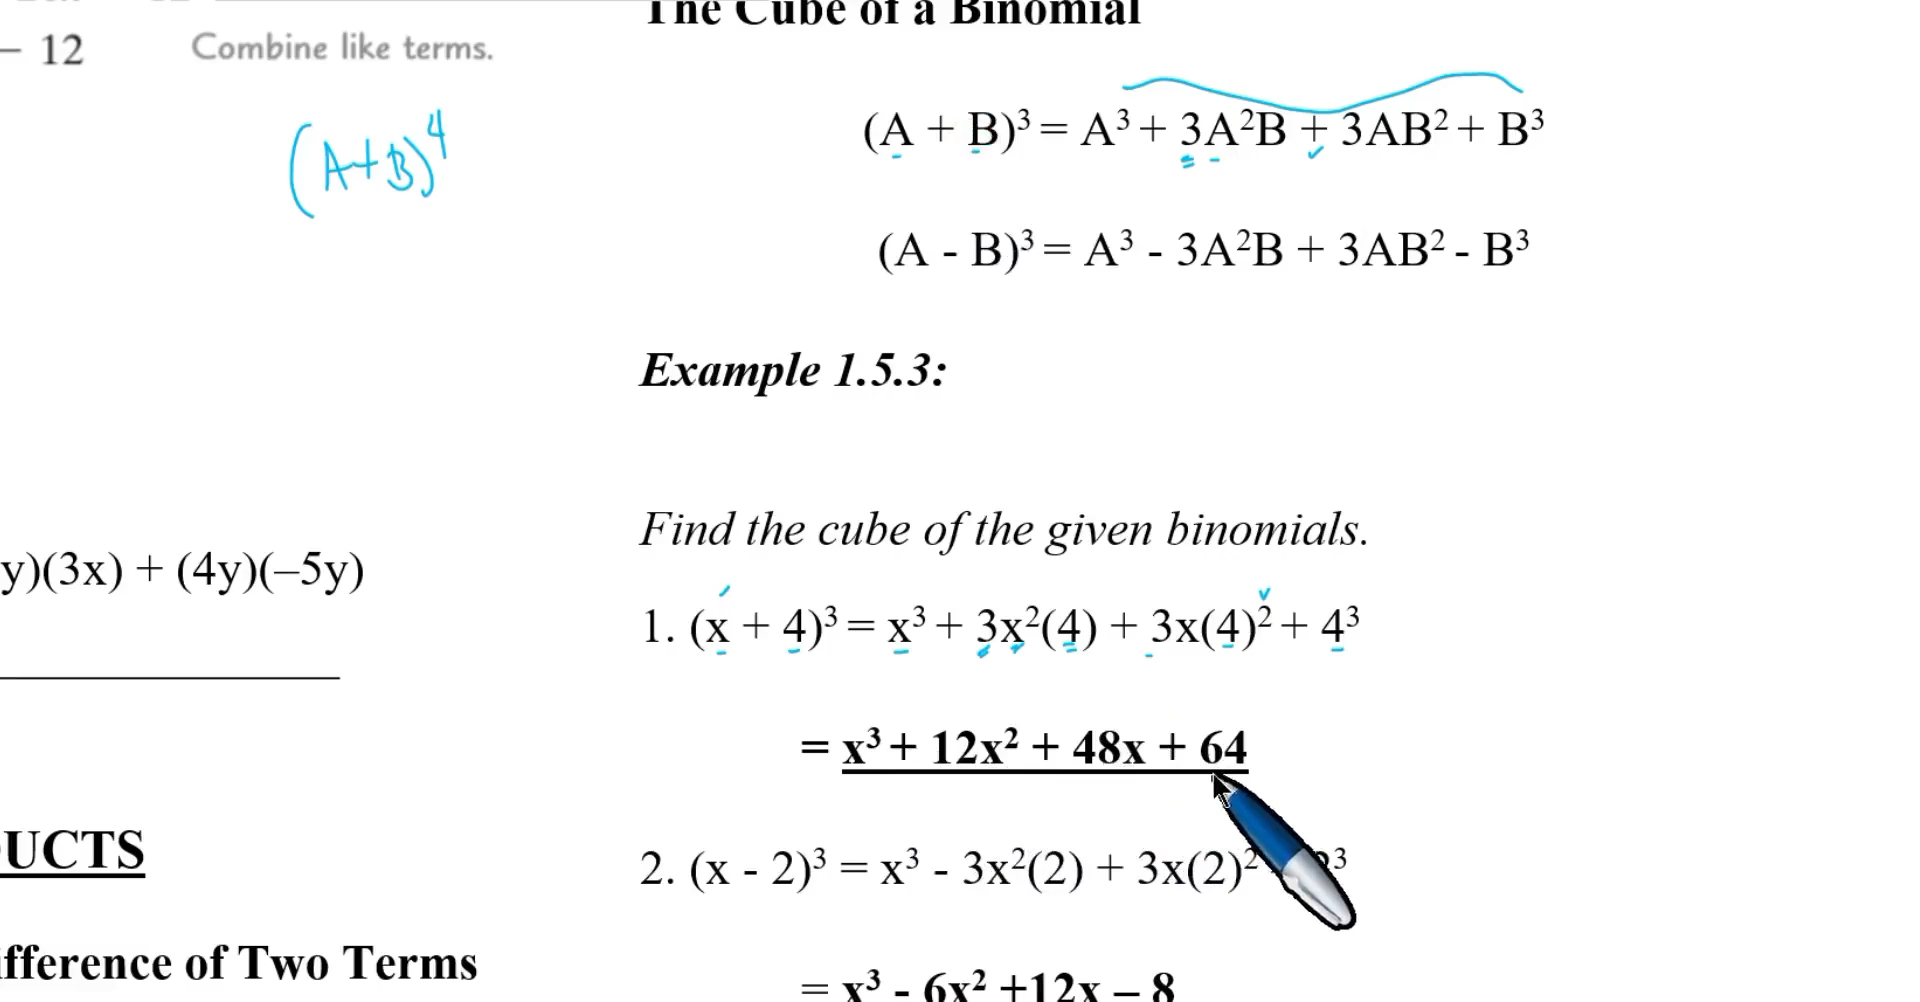 – 12 Combine like terms.
(A+B)⁴
y)(3x) + (4y)(–5y)
UCTS
ifference of Two Terms
The Cube of a Binomial
(A + B)³ = A³ + 3A²B + 3AB² + B³
(A - B)³ = A³ - 3A²B + 3AB² - B³
Example 1.5.3:
Find the cube of the given binomials.
1. (x + 4)³ = x³ + 3x²(4) + 3x(4)² + 4³
= x³ + 12x² + 48x + 64
2. (x - 2)³ = x³ - 3x²(2) + 3x(2)² ³
= x³ - 6x² +12x – 8